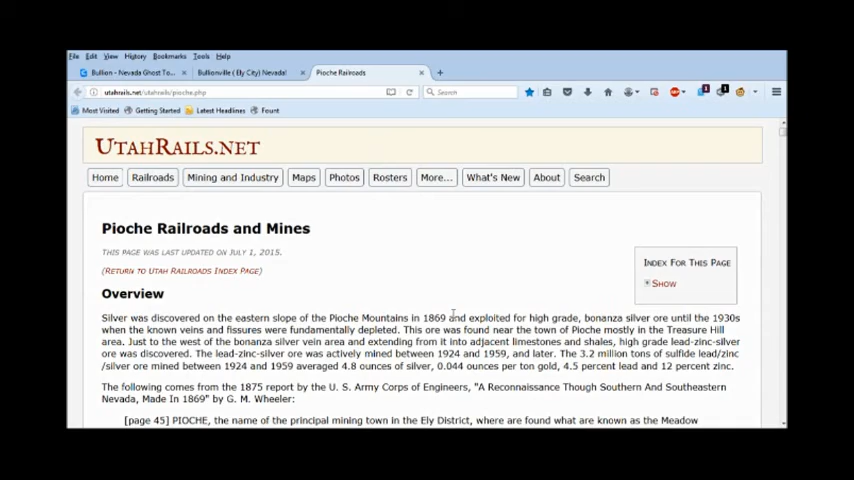 File Edit View History Bookmarks Tools Help
Bullion - Nevada Ghost To... Bullionville ( Ely City) Nevada! Pioche Railroads
utahrails.net/utahrails/pioche.php Search
Most Visited Getting Started Latest Headlines Fount
UtahRails.net
Home Railroads Mining and Industry Maps Photos Rosters More... What's New About Search
Pioche Railroads and Mines
This page was last updated on July 1, 2015.
Index For This Page
(Return to Utah Railroads Index Page)
Show
Overview
Silver was discovered on the eastern slope of the Pioche Mountains in 1869 and exploited for high grade, bonanza silver ore until the 1930s
when the known veins and fissures were fundamentally depleted. This ore was found near the town of Pioche mostly in the Treasure Hill
area. Just to the west of the bonanza silver vein area and extending from it into adjacent limestones and shales, high grade lead-zinc-silver
ore was discovered. The lead-zinc-silver ore was actively mined between 1924 and 1959, and later. The 3.2 million tons of sulfide lead/zinc
/silver ore mined between 1924 and 1959 averaged 4.8 ounces of silver, 0.044 ounces per ton gold, 4.5 percent lead and 12 percent zinc.
The following comes from the 1875 report by the U. S. Army Corps of Engineers, "A Reconnaissance Though Southern And Southeastern
Nevada, Made In 1869" by G. M. Wheeler:
[page 45] PIOCHE, the name of the principal mining town in the Ely District, where are found what are known as the Meadow